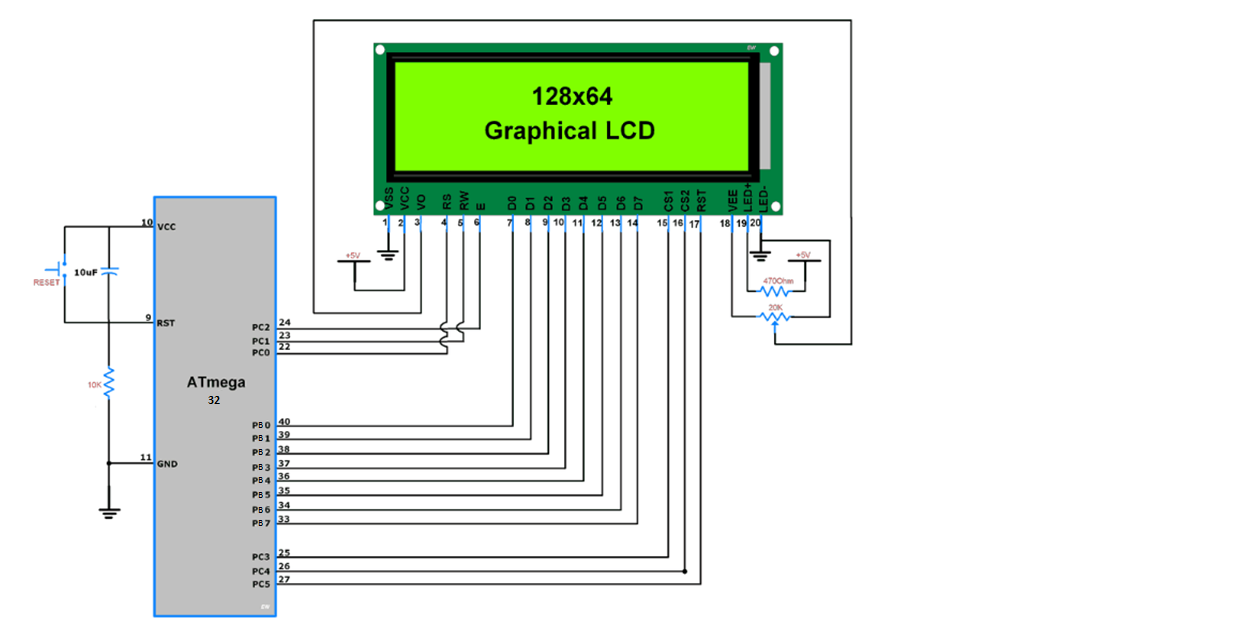 128x64
Graphical LCD
VSS
VCC
VO
RS
RW
E
D0
D1
D2
D3
D4
D5
D6
D7
CS1
CS2
RST
VEE
LED+
LED-
1 2 3 4 5 6 7 8 9 10 11 12 13 14 15 16 17 18 19 20
+5V
+5V
470Ohm
20K
10 VCC
RESET
10uF
9 RST
10K
11 GND
ATmega
32
PC2 24
PC1 23
PC0 22
PB0 40
PB1 39
PB2 38
PB3 37
PB4 36
PB5 35
PB6 34
PB7 33
PC3 25
PC4 26
PC5 27